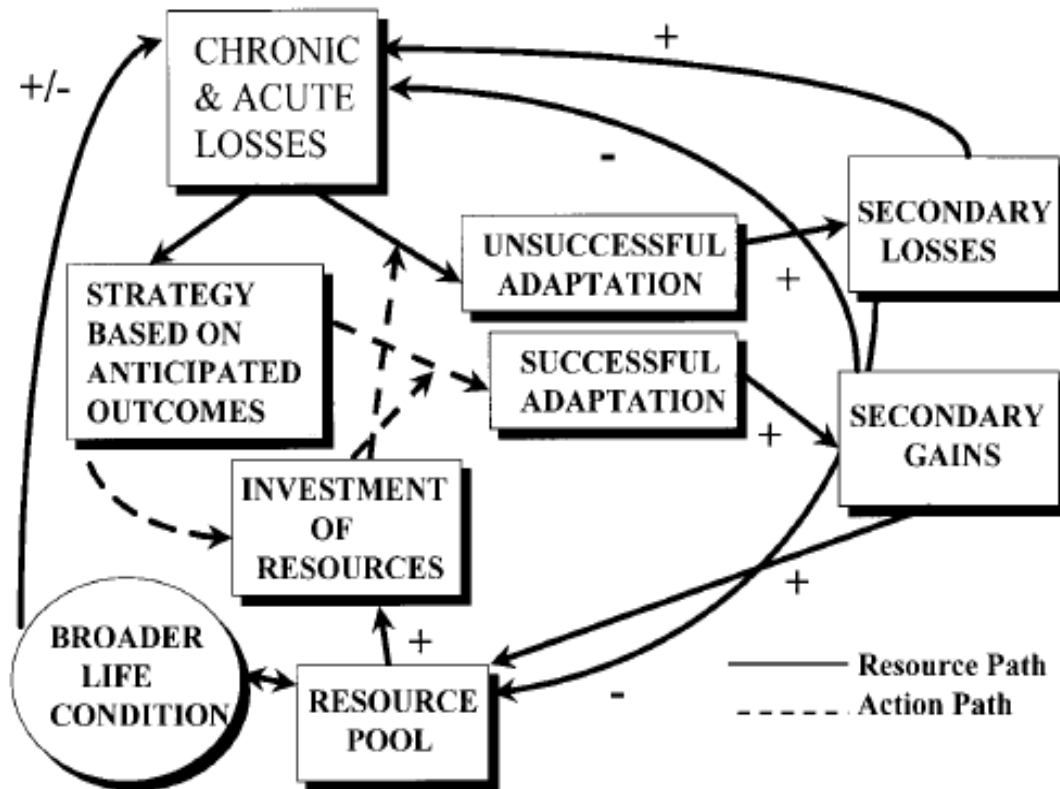 CHRONIC
& ACUTE
LOSSES
+/-
+
-
SECONDARY
LOSSES
UNSUCCESSFUL
ADAPTATION
+
STRATEGY
BASED ON
ANTICIPATED
OUTCOMES
SUCCESSFUL
ADAPTATION
+
SECONDARY
GAINS
INVESTMENT
OF
RESOURCES
+
BROADER
LIFE
CONDITION
+
RESOURCE
POOL
-
Resource Path
Action Path